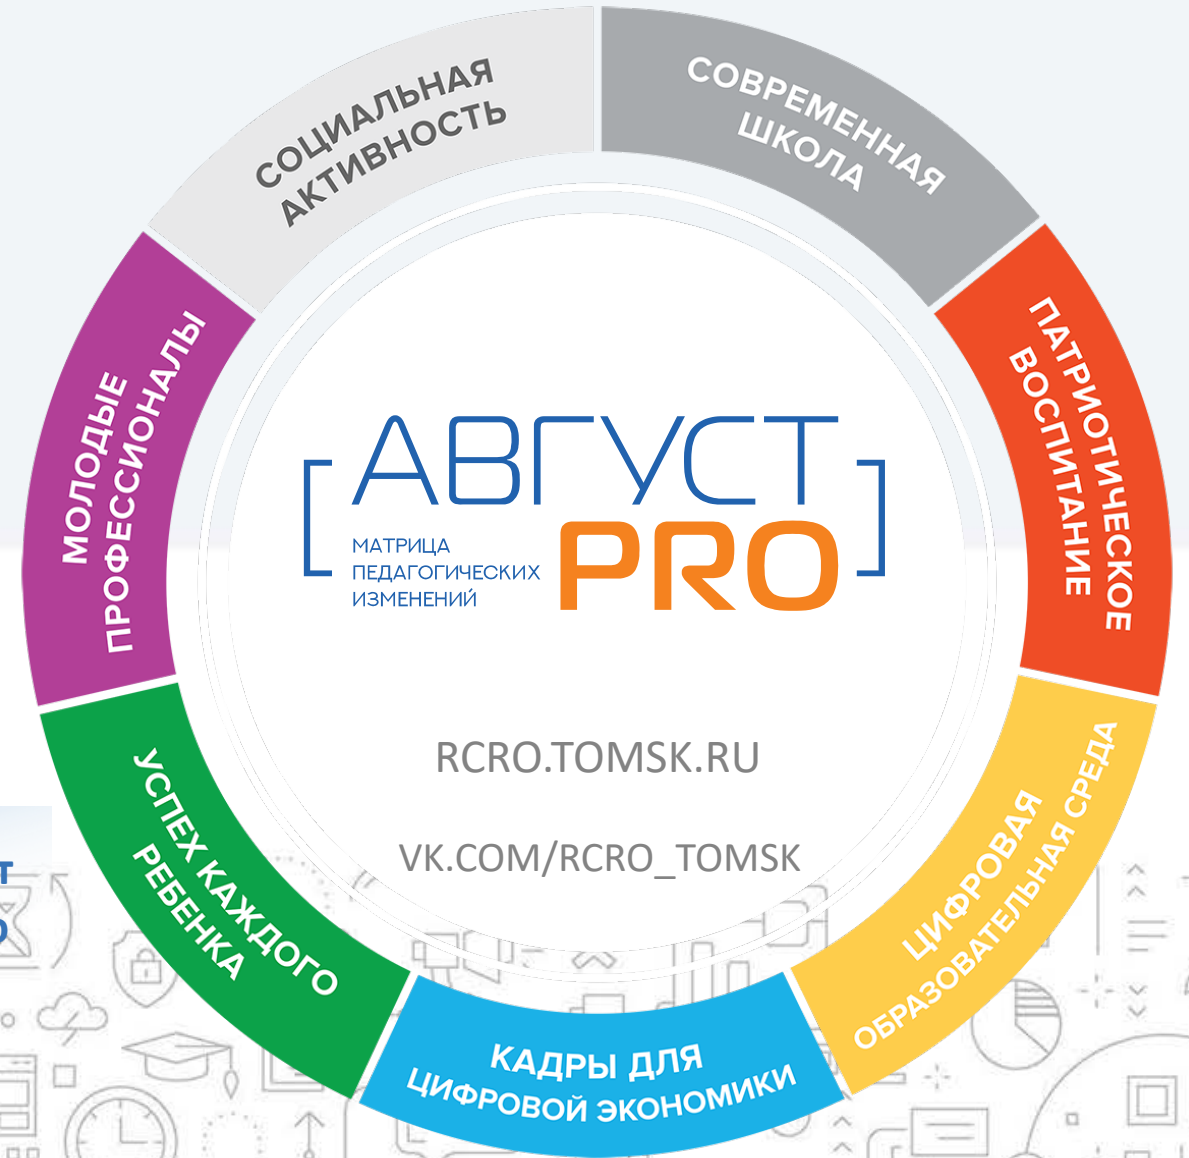 СОЦИАЛЬНАЯ
АКТИВНОСТЬ
СОВРЕМЕННАЯ
ШКОЛА
ПАТРИОТИЧЕСКОЕ
ВОСПИТАНИЕ
ЦИФРОВАЯ
ОБРАЗОВАТЕЛЬНАЯ СРЕДА
КАДРЫ ДЛЯ
ЦИФРОВОЙ ЭКОНОМИКИ
УСПЕХ КАЖДОГО
РЕБЕНКА
МОЛОДЫЕ
ПРОФЕССИОНАЛЫ
[АВГУСТ PRO]
МАТРИЦА
ПЕДАГОГИЧЕСКИХ
ИЗМЕНЕНИЙ
RCRO.TOMSK.RU
VK.COM/RCRO_TOMSK